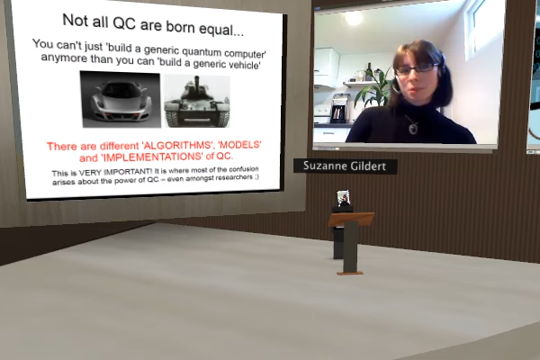 Not all QC are born equal...
You can't just 'build a generic quantum computer'
anymore than you can 'build a generic vehicle'
There are different 'ALGORITHMS', 'MODELS'
and 'IMPLEMENTATIONS' of QC.
This is VERY IMPORTANT! It is where most of the confusion
arises about the power of QC – even amongst researchers ;)
Suzanne Gildert